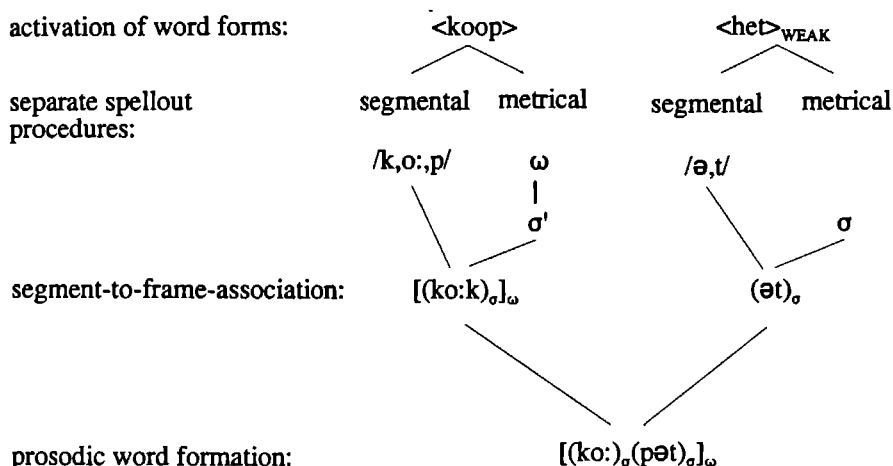 activation of word forms: <koop> <het>WEAK
separate spellout segmental metrical segmental metrical
procedures:
/k,o:,p/ ω /ə,t/
σ' σ
segment-to-frame-association: [(ko:k)σ]ω (ət)σ
prosodic word formation: [(ko:)σ(pət)σ]ω